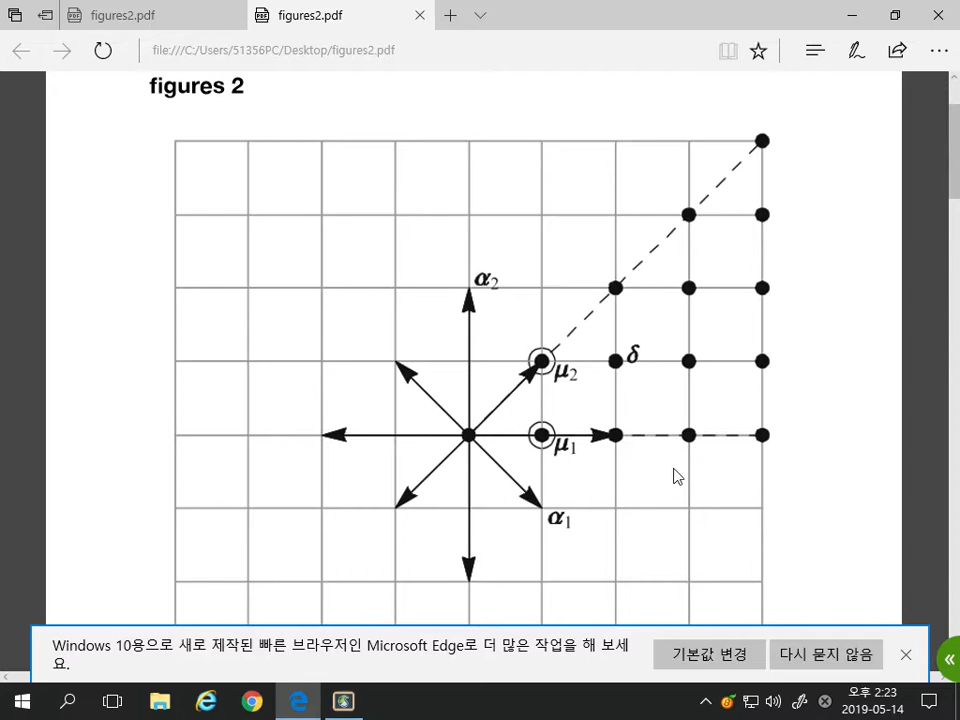 figures2.pdf
figures2.pdf
file:///C:/Users/51356PC/Desktop/figures2.pdf
figures 2
α2
δ
μ2
μ1
α1
Windows 10용으로 새로 제작된 빠른 브라우저인 Microsoft Edge로 더 많은 작업을 해 보세
요.
기본값 변경
다시 묻지 않음
오후 2:23
2019-05-14